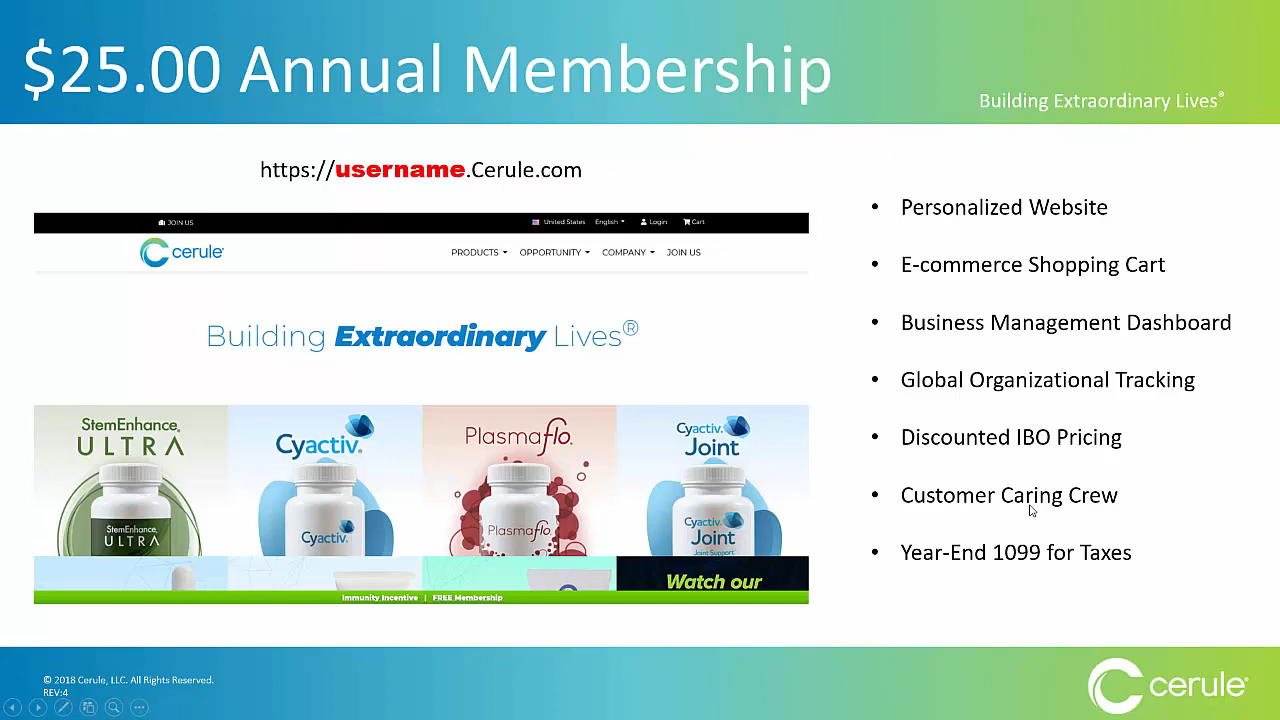 $25.00 Annual Membership
Building Extraordinary Lives®
https://username.Cerule.com
JOIN US
United States English Login Cart
cerule®
PRODUCTS OPPORTUNITY COMPANY JOIN US
Building Extraordinary Lives®
StemEnhance®
ULTRA
Cyactiv®
Plasmaflo®
Cyactiv®
Joint
StemEnhance
ULTRA
Cyactiv
Plasmaflo
Cyactiv
Joint
Joint Support
Watch our
Immunity Incentive | FREE Membership
• Personalized Website
• E-commerce Shopping Cart
• Business Management Dashboard
• Global Organizational Tracking
• Discounted IBO Pricing
• Customer Caring Crew
• Year-End 1099 for Taxes
© 2018 Cerule, LLC. All Rights Reserved.
REV:4
cerule®